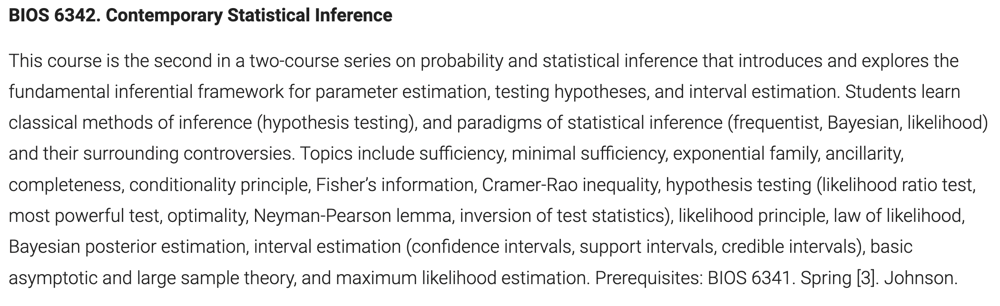 BIOS 6342. Contemporary Statistical Inference
This course is the second in a two-course series on probability and statistical inference that introduces and explores the
fundamental inferential framework for parameter estimation, testing hypotheses, and interval estimation. Students learn
classical methods of inference (hypothesis testing), and paradigms of statistical inference (frequentist, Bayesian, likelihood)
and their surrounding controversies. Topics include sufficiency, minimal sufficiency, exponential family, ancillarity,
completeness, conditionality principle, Fisher’s information, Cramer-Rao inequality, hypothesis testing (likelihood ratio test,
most powerful test, optimality, Neyman-Pearson lemma, inversion of test statistics), likelihood principle, law of likelihood,
Bayesian posterior estimation, interval estimation (confidence intervals, support intervals, credible intervals), basic
asymptotic and large sample theory, and maximum likelihood estimation. Prerequisites: BIOS 6341. Spring [3]. Johnson.